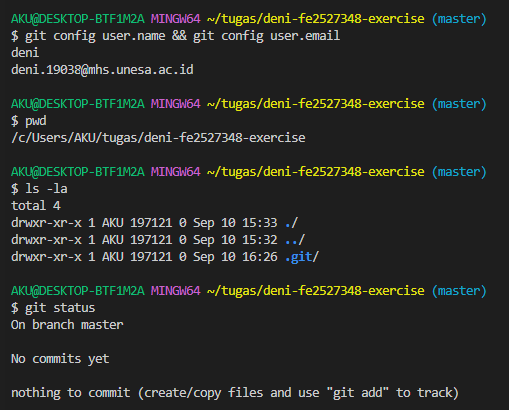 AKU@DESKTOP-BTF1M2A MINGW64 ~/tugas/deni-fe2527348-exercise (master)
$ git config user.name && git config user.email
deni
deni.19038@mhs.unesa.ac.id
AKU@DESKTOP-BTF1M2A MINGW64 ~/tugas/deni-fe2527348-exercise (master)
$ pwd
/c/Users/AKU/tugas/deni-fe2527348-exercise
AKU@DESKTOP-BTF1M2A MINGW64 ~/tugas/deni-fe2527348-exercise (master)
$ ls -la
total 4
drwxr-xr-x 1 AKU 197121 0 Sep 10 15:33 ./
drwxr-xr-x 1 AKU 197121 0 Sep 10 15:32 ../
drwxr-xr-x 1 AKU 197121 0 Sep 10 16:26 .git/
AKU@DESKTOP-BTF1M2A MINGW64 ~/tugas/deni-fe2527348-exercise (master)
$ git status
On branch master
No commits yet
nothing to commit (create/copy files and use "git add" to track)